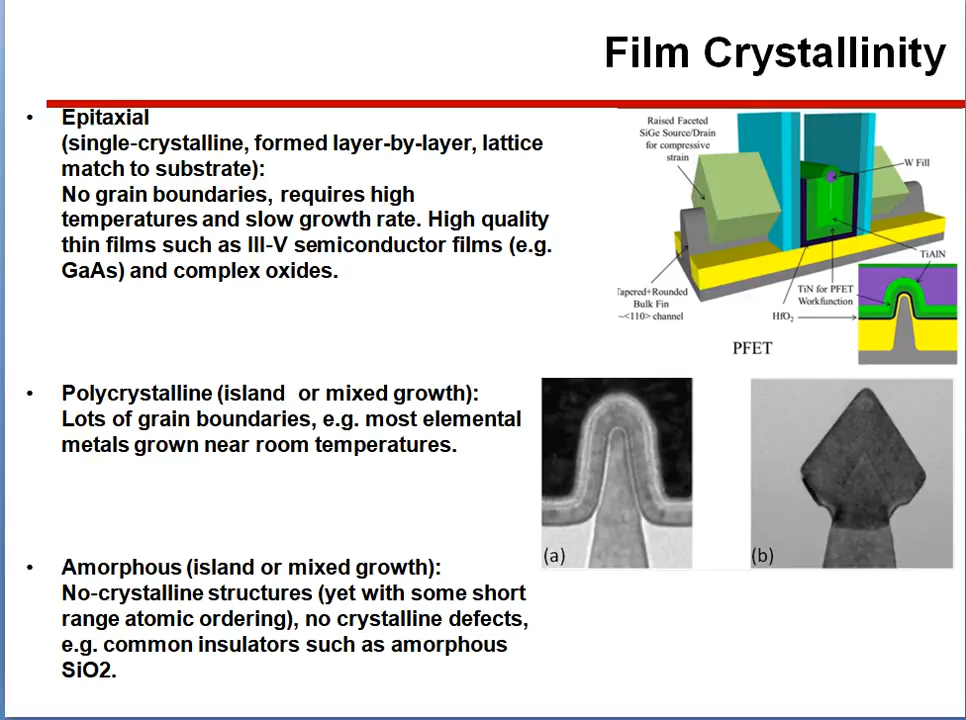 Film Crystallinity
• Epitaxial
(single-crystalline, formed layer-by-layer, lattice
match to substrate):
No grain boundaries, requires high
temperatures and slow growth rate. High quality
thin films such as III-V semiconductor films (e.g.
GaAs) and complex oxides.
• Polycrystalline (island or mixed growth):
Lots of grain boundaries, e.g. most elemental
metals grown near room temperatures.
• Amorphous (island or mixed growth):
No-crystalline structures (yet with some short
range atomic ordering), no crystalline defects,
e.g. common insulators such as amorphous
SiO2.
Raised Faceted
SiGe Source/Drain
for compressive
strain
W Fill
TiAlN
TiN for PFET
Workfunction
HfO₂
Tapered+Rounded
Bulk Fin
~<110> channel
PFET
(a)
(b)